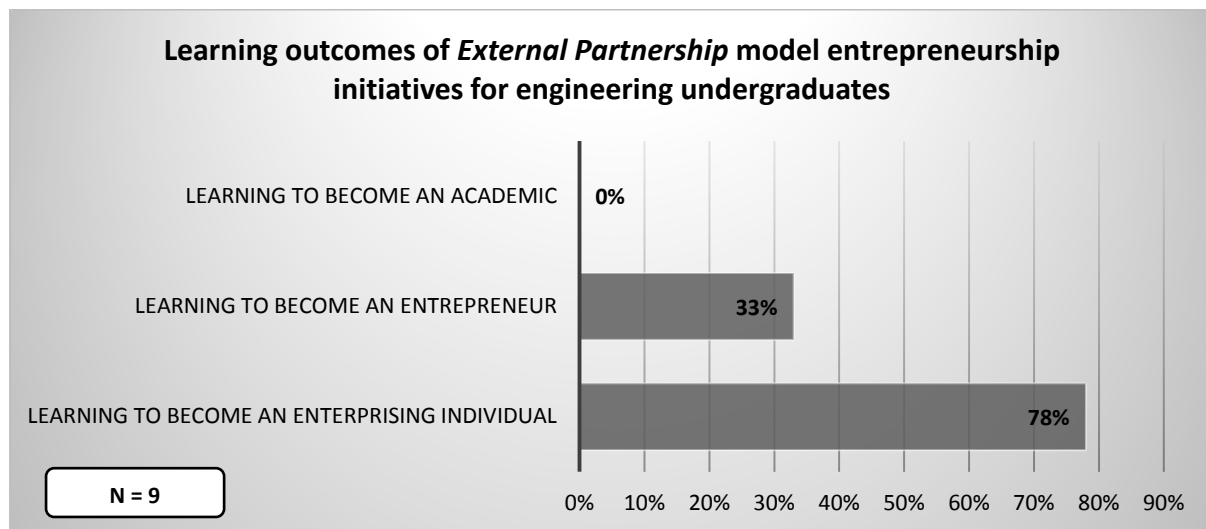 Learning outcomes of External Partnership model entrepreneurship
initiatives for engineering undergraduates
LEARNING TO BECOME AN ACADEMIC
0%
LEARNING TO BECOME AN ENTREPRENEUR
33%
LEARNING TO BECOME AN ENTERPRISING INDIVIDUAL
78%
0% 10% 20% 30% 40% 50% 60% 70% 80% 90%
N = 9